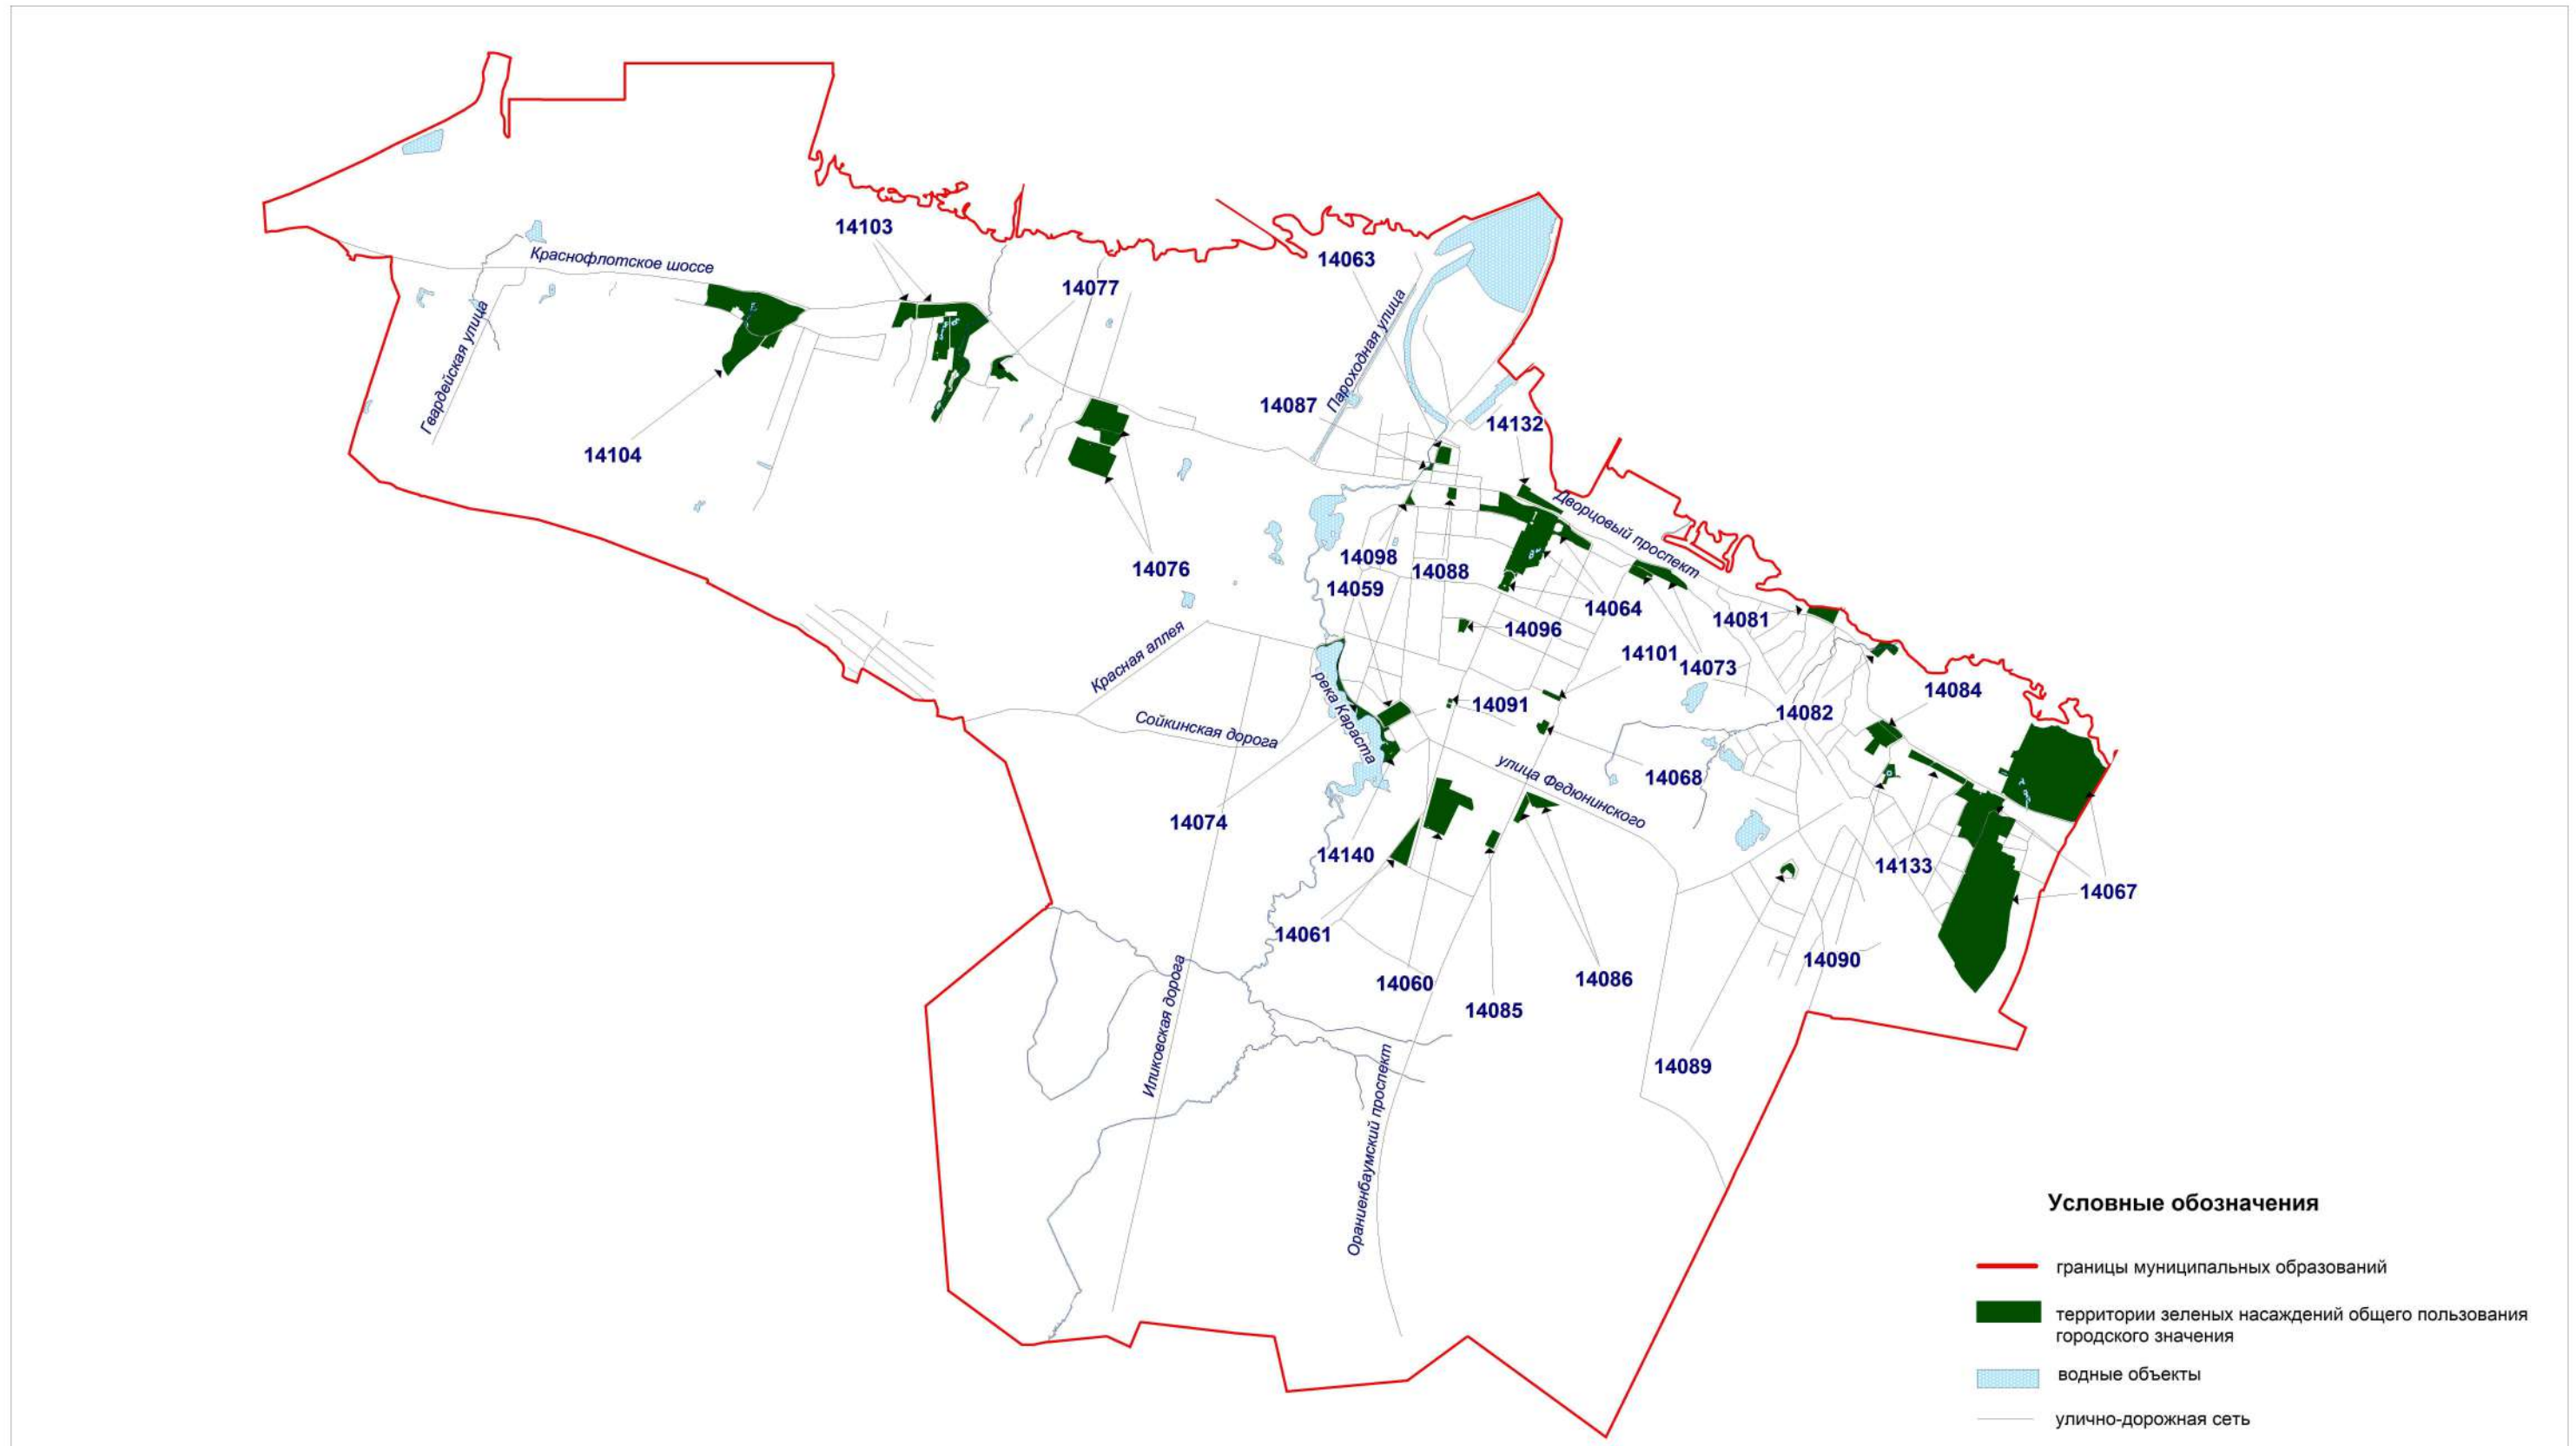 14103
14063
Краснофлотское шоссе
14077
Гвардейская улица
Пароходная улица
14087
14132
14104
Дворцовый проспект
14076
14098
14088
14059
14064
14081
14096
Красная аллея
14101
14073
14084
река Караста
14091
14082
Сойкинская дорога
улица Федюнинского
14068
14074
14140
14133
14067
14061
14090
14060
14086
14085
Иликовская дорога
14089
Ораниенбаумский проспект
Условные обозначения
границы муниципальных образований
территории зеленых насаждений общего пользования
городского значения
водные объекты
улично-дорожная сеть